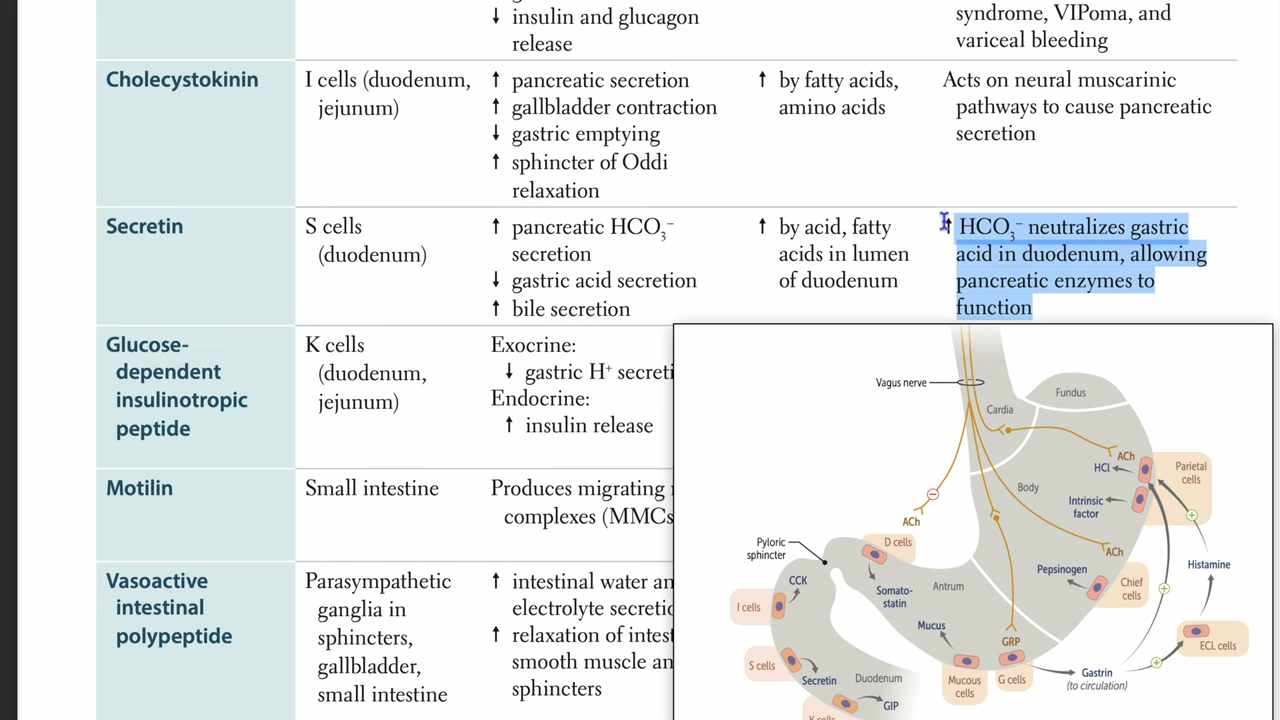 ↓ insulin and glucagon
release
syndrome, VIPoma, and
variceal bleeding
Cholecystokinin
I cells (duodenum,
jejunum)
↑ pancreatic secretion
↑ gallbladder contraction
↓ gastric emptying
↑ sphincter of Oddi
relaxation
↑ by fatty acids,
amino acids
Acts on neural muscarinic
pathways to cause pancreatic
secretion
Secretin
S cells
(duodenum)
↑ pancreatic HCO₃⁻
secretion
↓ gastric acid secretion
↑ bile secretion
↑ by acid, fatty
acids in lumen
of duodenum
↑ HCO₃⁻ neutralizes gastric
acid in duodenum, allowing
pancreatic enzymes to
function
Glucose-
dependent
insulinotropic
peptide
K cells
(duodenum,
jejunum)
Exocrine:
↓ gastric H⁺ secreti
Endocrine:
↑ insulin release
Motilin
Small intestine
Produces migrating
complexes (MMCs
Vasoactive
intestinal
polypeptide
Parasympathetic
ganglia in
sphincters,
gallbladder,
small intestine
↑ intestinal water an
electrolyte secretio
↑ relaxation of intest
smooth muscle an
sphincters
Vagus nerve
Fundus
Cardia
ACh
HCl
Parietal
cells
Body
Intrinsic
factor
ACh
D cells
Pyloric
sphincter
ACh
Histamine
Pepsinogen
CCK
Somato-
statin
Antrum
Chief
cells
I cells
Mucus
GRP
ECL cells
S cells
Secretin
Duodenum
Mucous
cells
G cells
Gastrin
(to circulation)
GIP
K cells